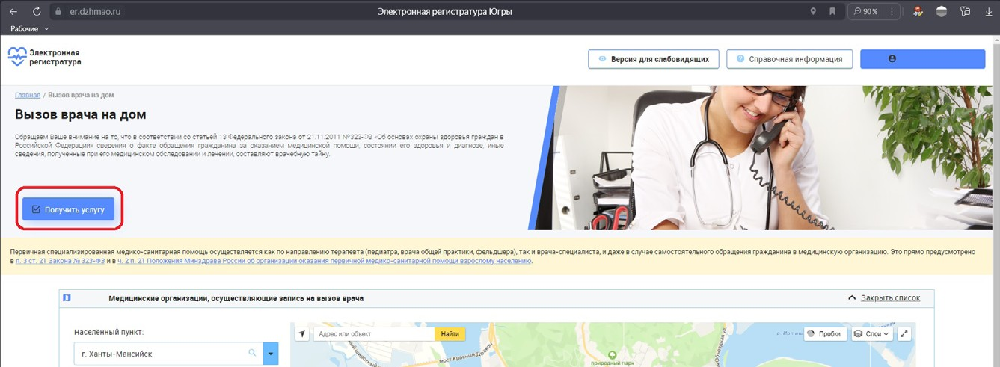 er.dzhmao.ru
Электронная регистратура Югры
90%
Рабочие
Электронная
регистратура
Версия для слабовидящих
Справочная информация
Главная / Вызов врача на дом
Вызов врача на дом
Обращаем Ваше внимание на то, что в соответствии со статьей 13 Федерального закона от 21.11.2011 №323-ФЗ «Об основах охраны здоровья граждан в
Российской Федерации» сведения о факте обращения гражданина за оказанием медицинской помощи, состоянии его здоровья и диагнозе, иные
сведения, полученные при его медицинском обследовании и лечении, составляют врачебную тайну.
Получить услугу
Первичная специализированная медико-санитарная помощь осуществляется как по направлению терапевта (педиатра, врача общей практики, фельдшера), так и врача-специалиста, и даже в случае самостоятельного обращения гражданина в медицинскую организацию. Это прямо предусмотрено
в п. 3 ст. 21 Закона № 323-ФЗ и в ч. 2 п. 21 Положения Минздрава России об организации оказания первичной медико-санитарной помощи взрослому населению.
Медицинские организации, осуществляющие запись на вызов врача
Закрыть список
Населённый пункт:
г. Ханты-Мансийск
Адрес или объект
Найти
Пробки
Слои
р. Иртыш
Объездная ул.
широтный
мост Красный Дракон
природный парк